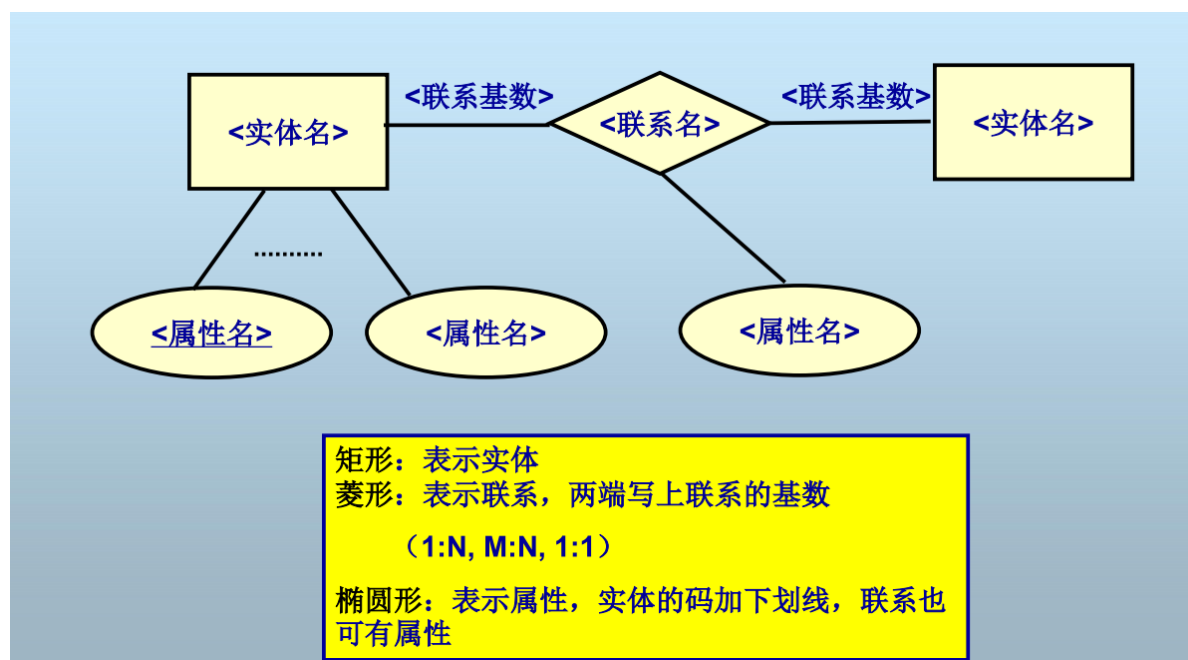 <实体名>
<联系基数>
<联系名>
<联系基数>
<实体名>
..........
<属性名>
<属性名>
<属性名>
矩形：表示实体
菱形：表示联系，两端写上联系的基数
（1:N, M:N, 1:1）
椭圆形：表示属性，实体的码加下划线，联系也
可有属性